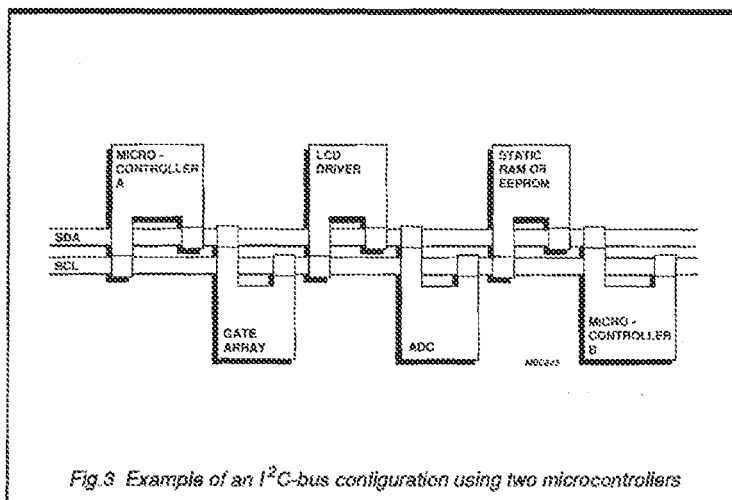 MICRO -
CONTROLLER
A
LCD
DRIVER
STATIC
RAM OR
EEPROM
SDA
SCL
GATE
ARRAY
ADC
MICRO -
CONTROLLER
B
Fig.3 Example of an I²C-bus configuration using two microcontrollers